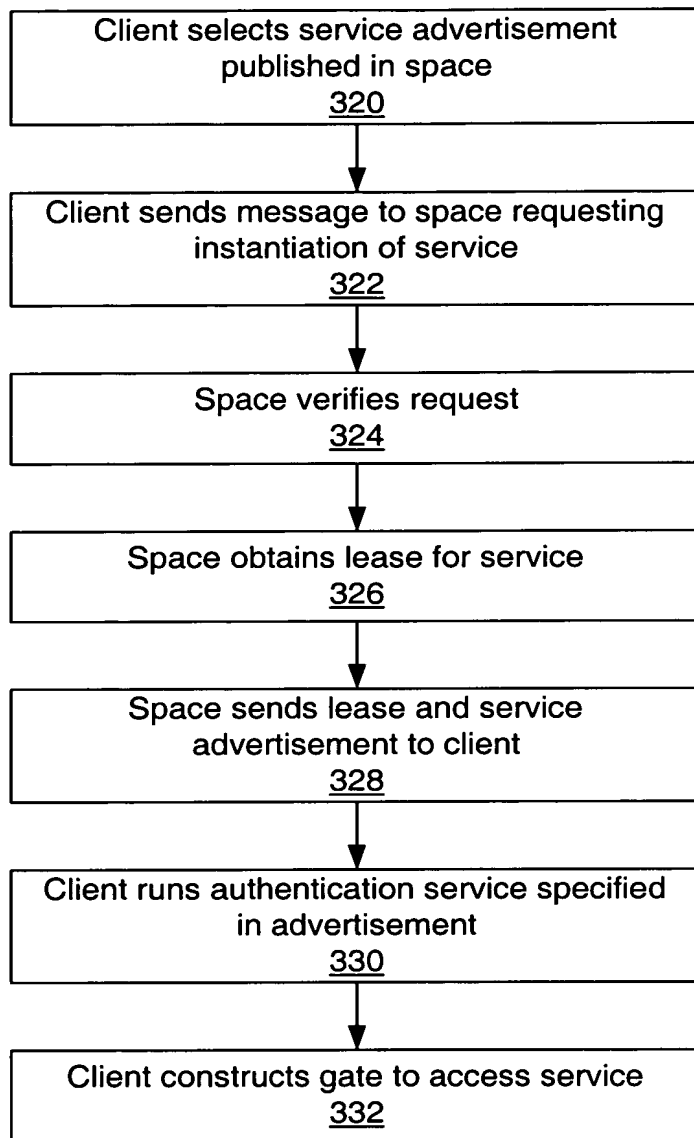 Client selects service advertisement
published in space
320
Client sends message to space requesting
instantiation of service
322
Space verifies request
324
Space obtains lease for service
326
Space sends lease and service
advertisement to client
328
Client runs authentication service specified
in advertisement
330
Client constructs gate to access service
332